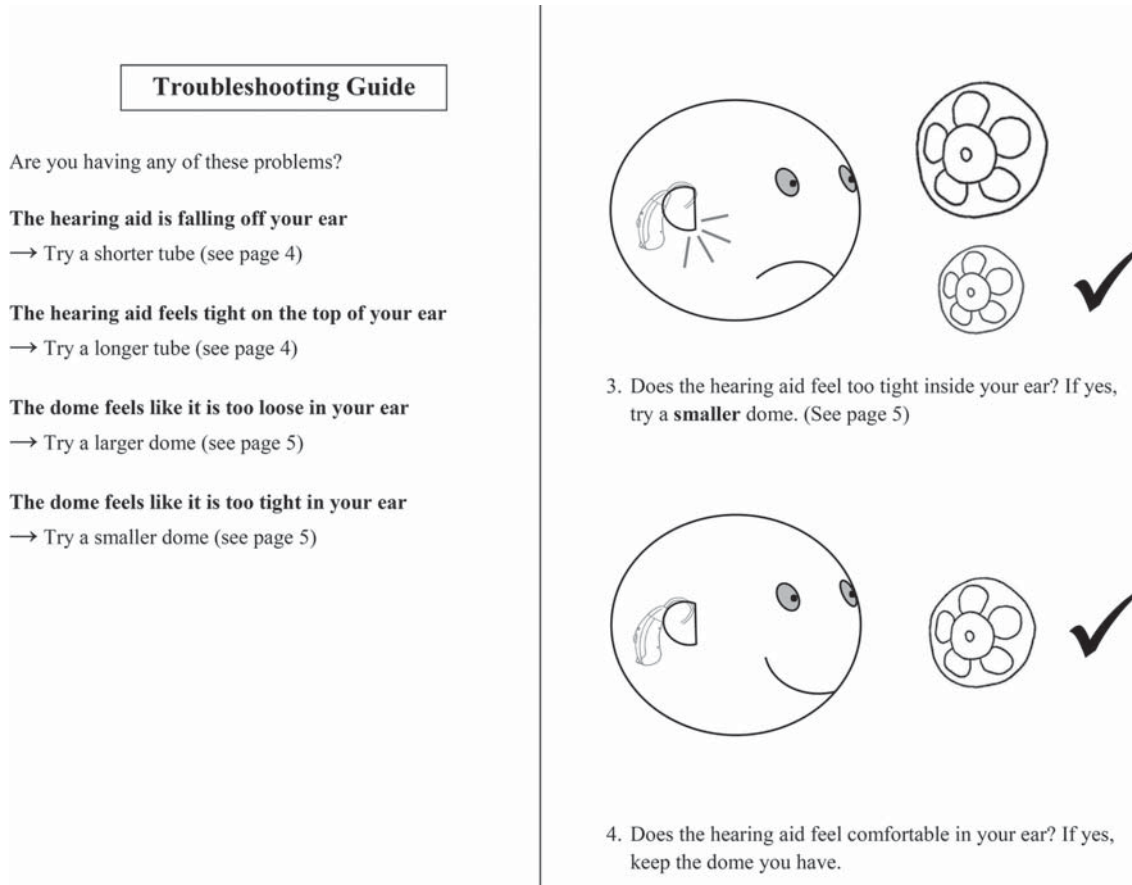 Troubleshooting Guide
Are you having any of these problems?
The hearing aid is falling off your ear
→ Try a shorter tube (see page 4)
The hearing aid feels tight on the top of your ear
→ Try a longer tube (see page 4)
The dome feels like it is too loose in your ear
→ Try a larger dome (see page 5)
The dome feels like it is too tight in your ear
→ Try a smaller dome (see page 5)
3. Does the hearing aid feel too tight inside your ear? If yes,
try a smaller dome. (See page 5)
4. Does the hearing aid feel comfortable in your ear? If yes,
keep the dome you have.